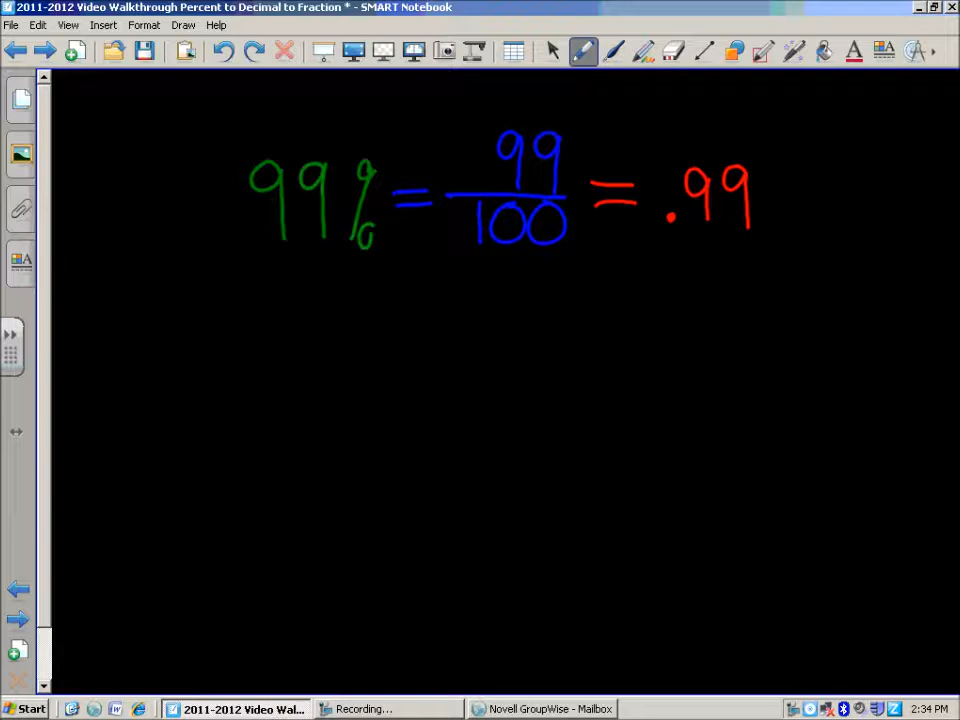 2011-2012 Video Walkthrough Percent to Decimal to Fraction * - SMART Notebook
File Edit View Insert Format Draw Help
99% = 99/100 = .99
Start 2011-2012 Video Wal... Recording... Novell GroupWise - Mailbox 2:34 PM